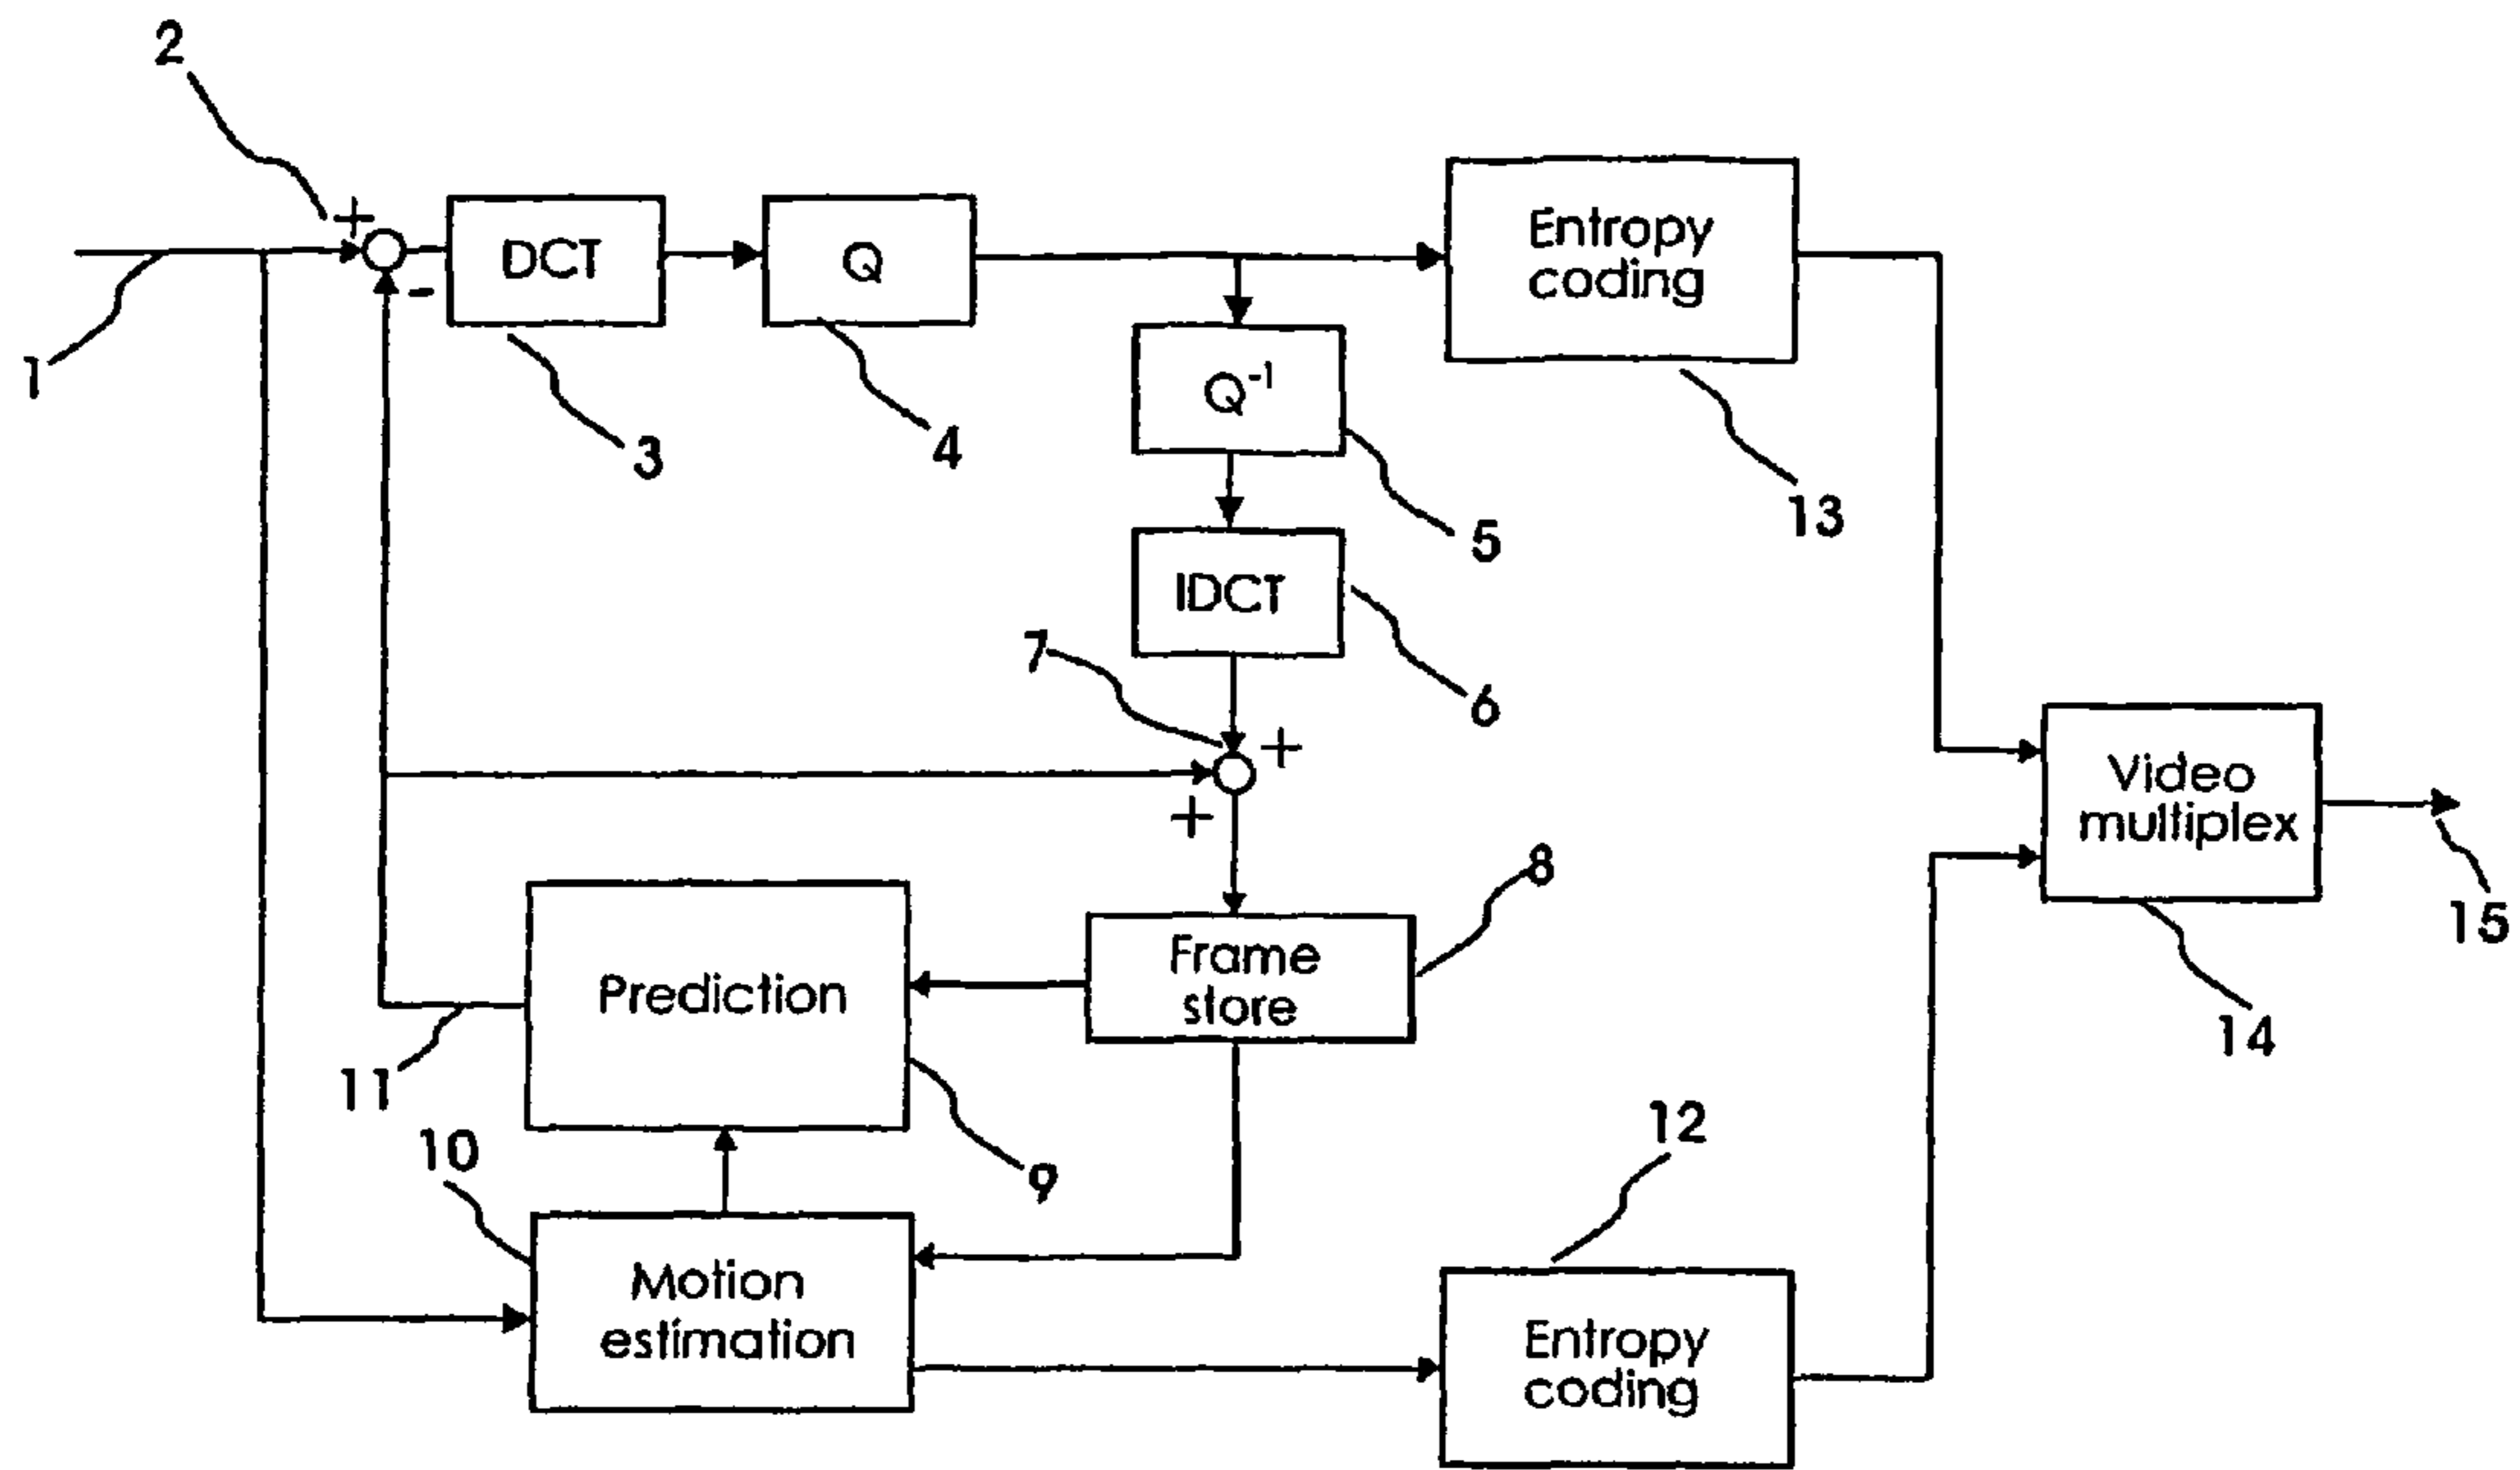 2
+
DCT
Q
Entropy
coding
-
1
3
4
Q⁻¹
13
5
IDCT
7
6
+
+
Video
multiplex
8
15
Frame
store
Prediction
14
11
12
10
9
Motion
estimation
Entropy
coding